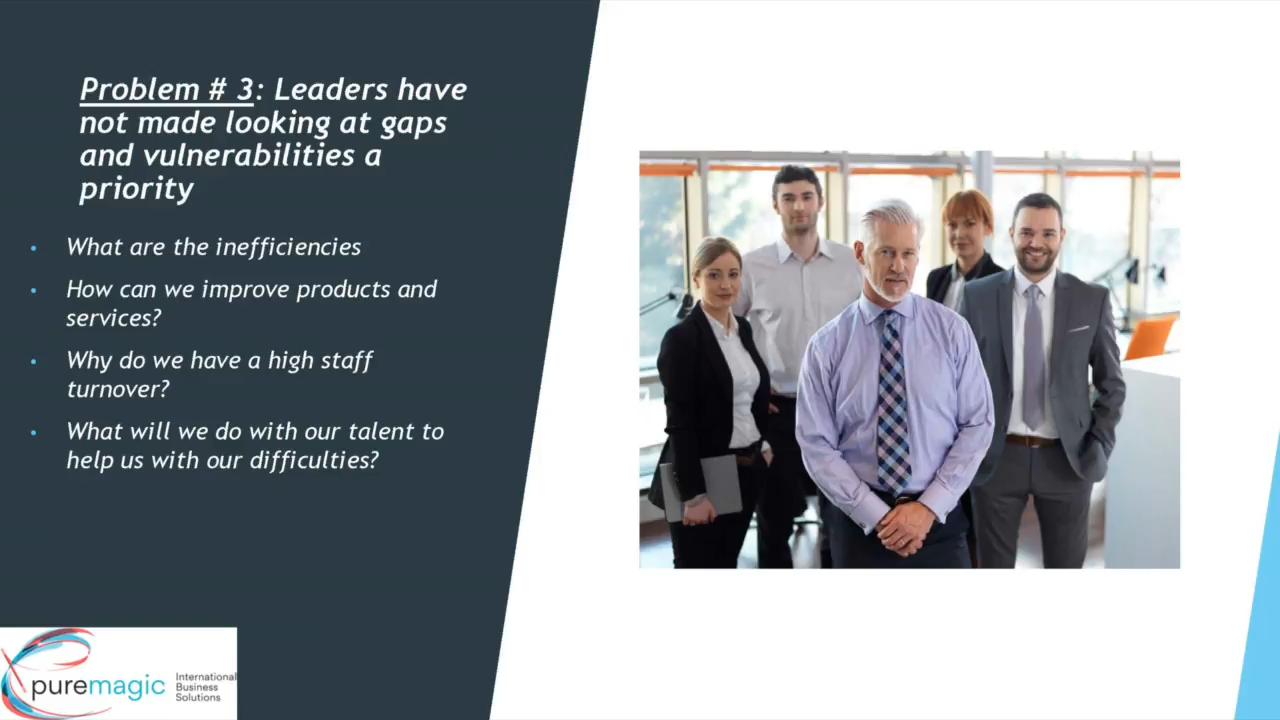 Problem # 3: Leaders have
not made looking at gaps
and vulnerabilities a
priority
• What are the inefficiencies
• How can we improve products and
services?
• Why do we have a high staff
turnover?
• What will we do with our talent to
help us with our difficulties?
puremagic
International
Business
Solutions